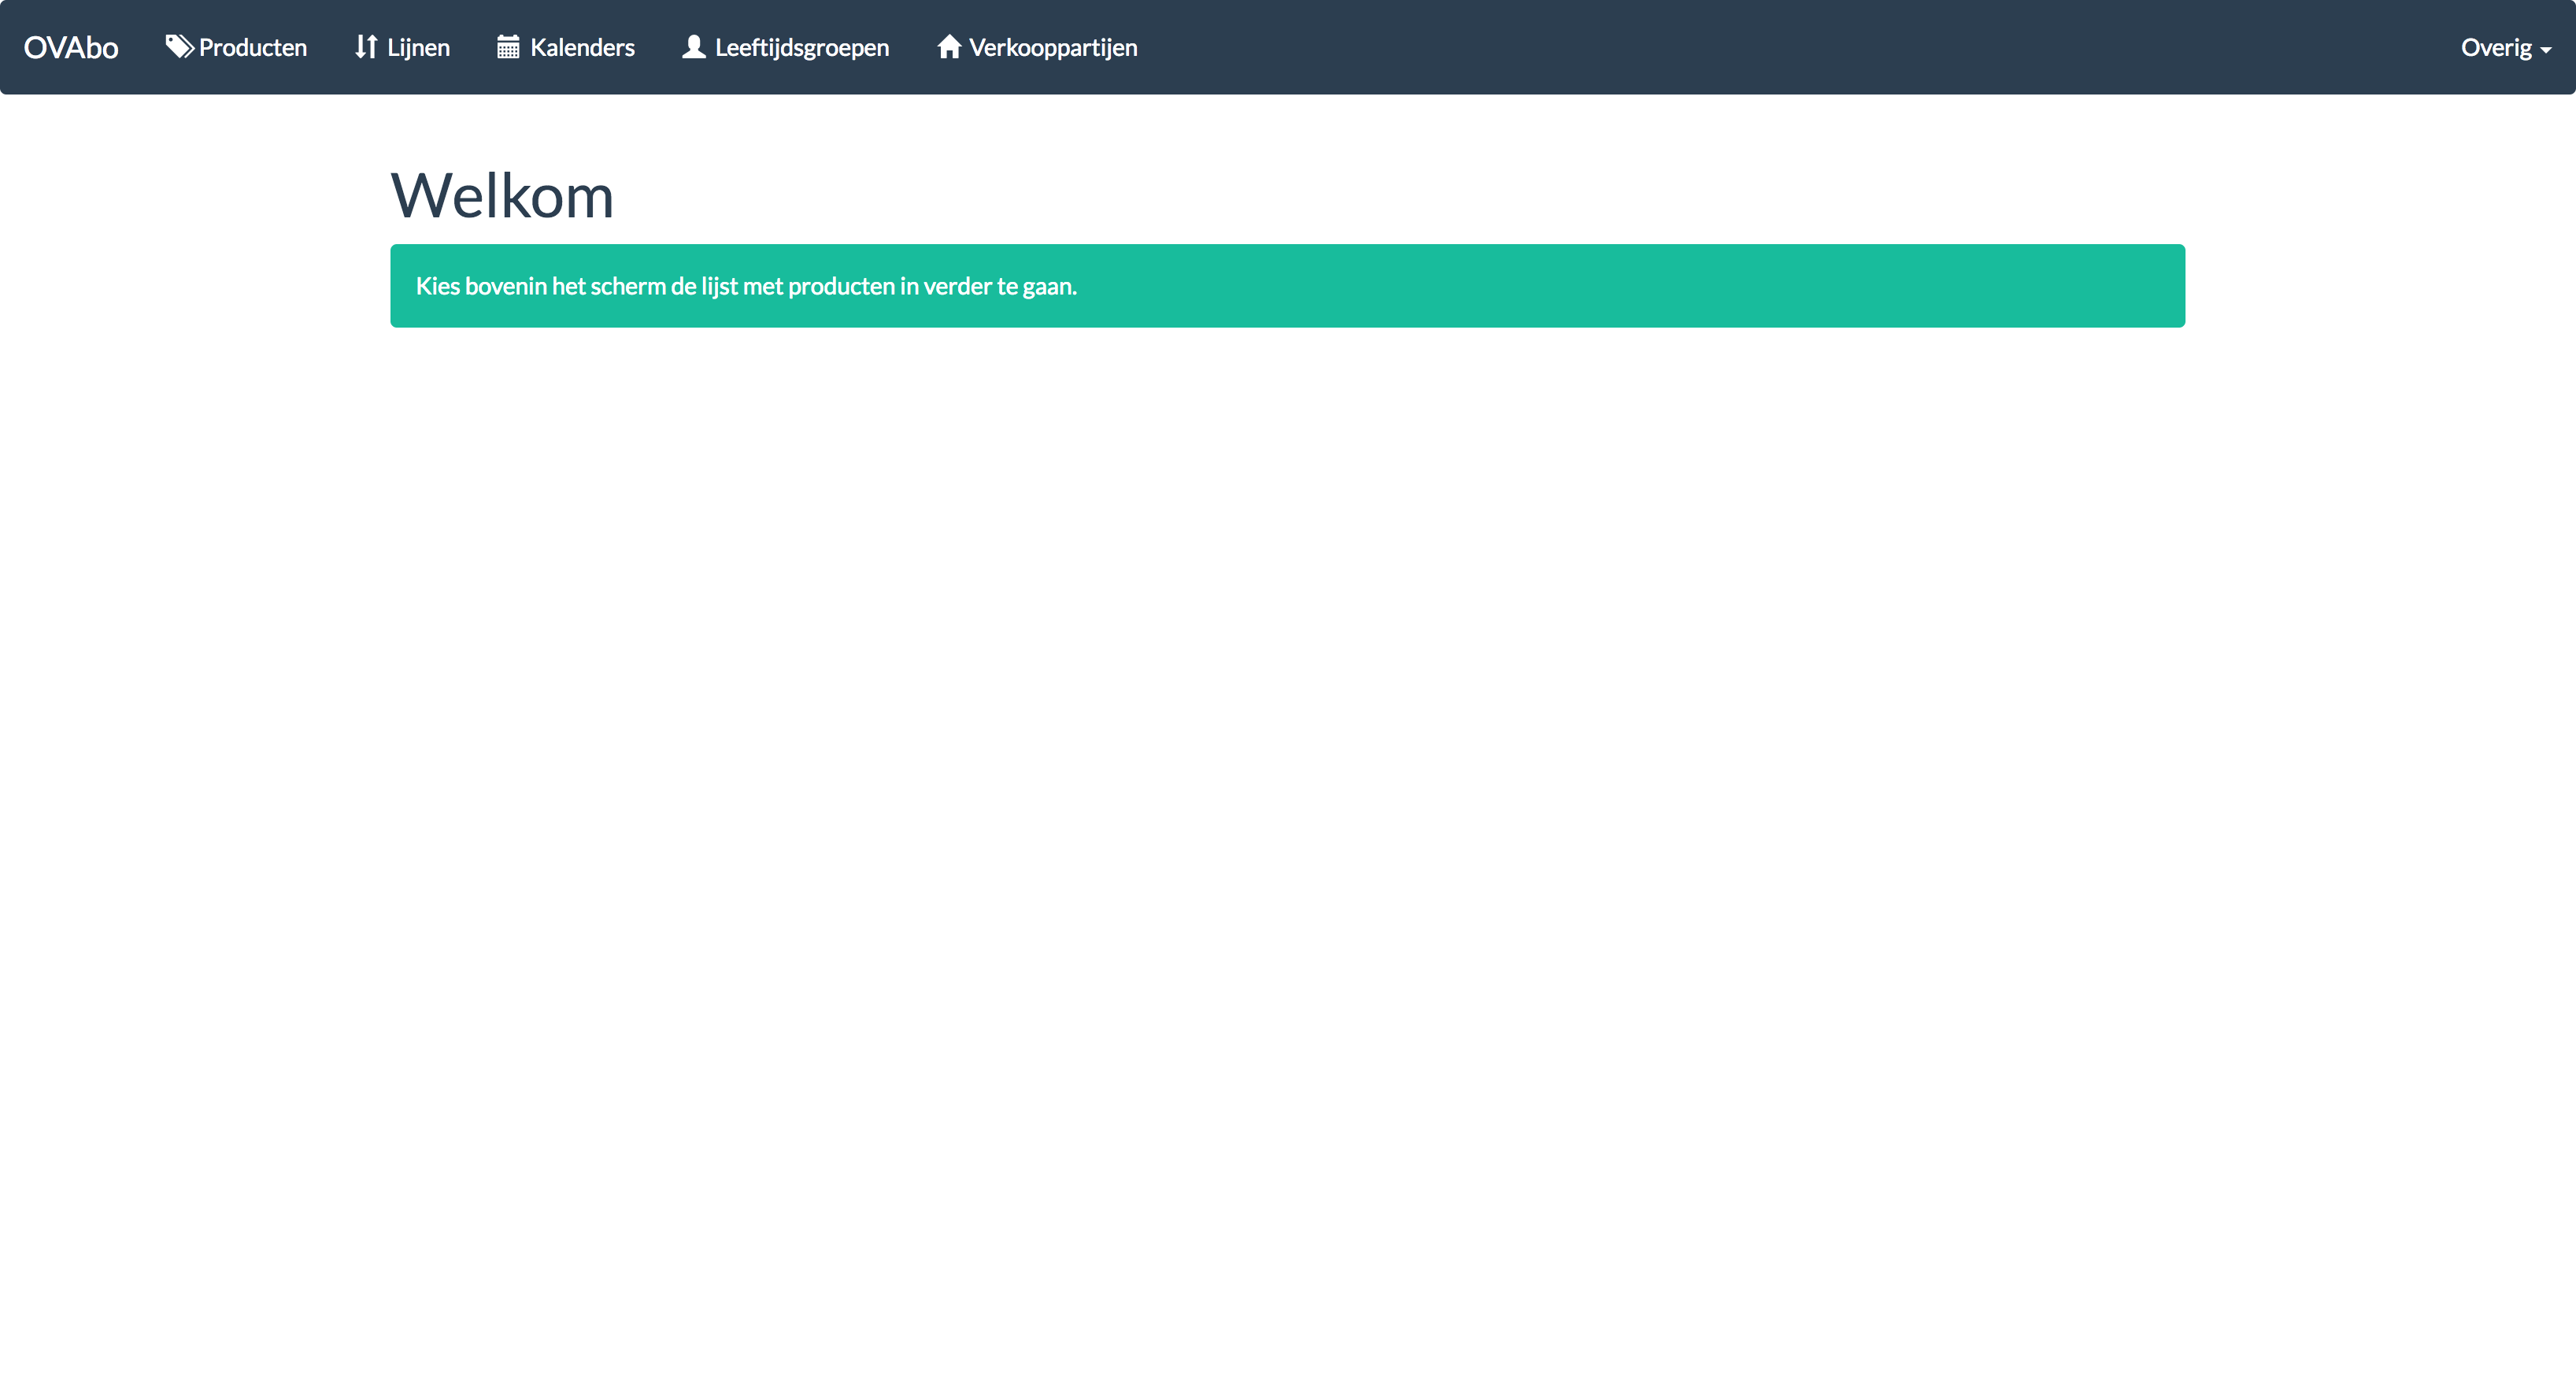 OVAbo Producten Lijnen Kalenders Leeftijdsgroepen Verkooppartijen Overig
Welkom
Kies bovenin het scherm de lijst met producten in verder te gaan.